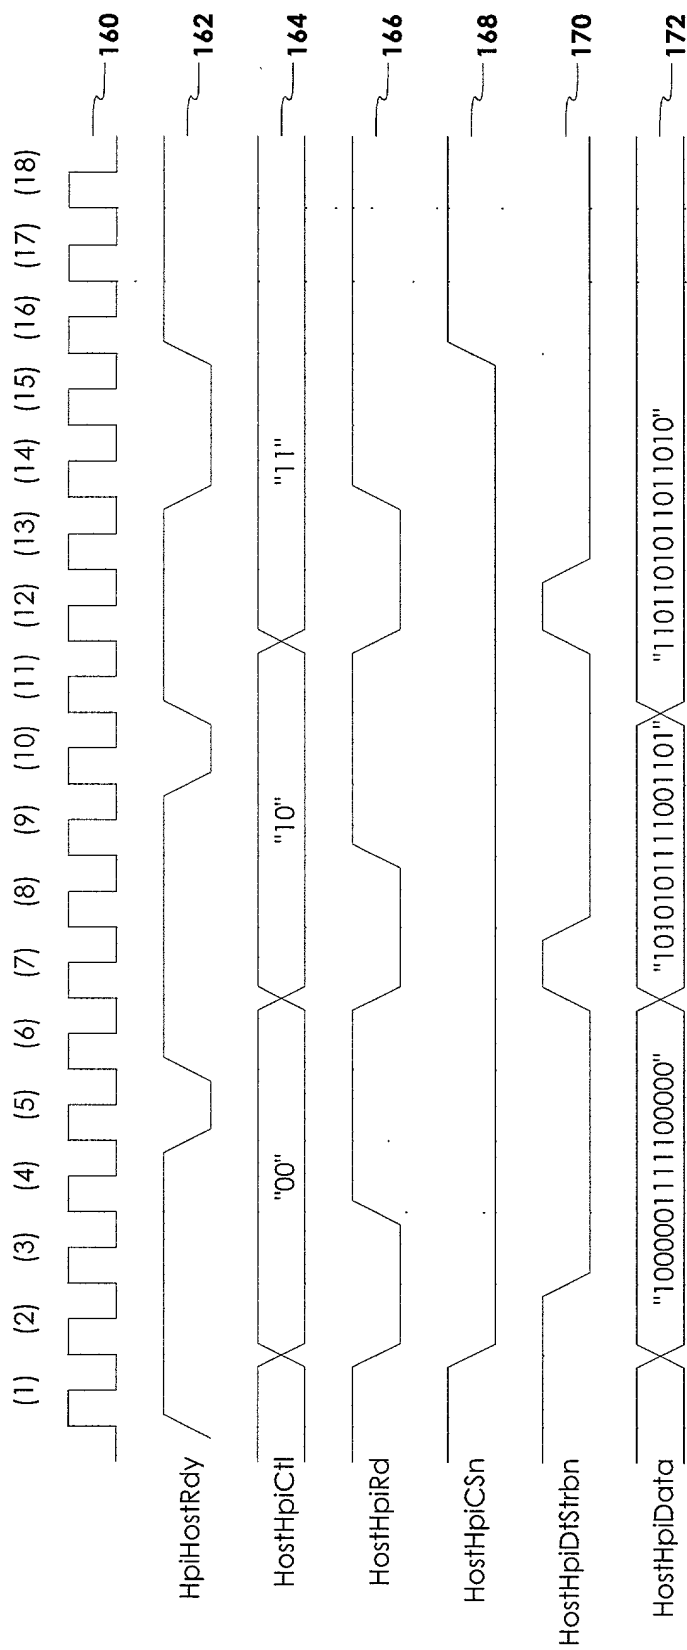 (1) (2) (3) (4) (5) (6) (7) (8) (9) (10) (11) (12) (13) (14) (15) (16) (17) (18)
160
HpiHostRdy
162
HostHpiCtl "00" "10" "11"
164
HostHpiRd
166
HostHpiCSn
168
HostHpiDtStrbn
170
HostHpiData "1000001111100000" "1010101111001101" "1101101011011010"
172